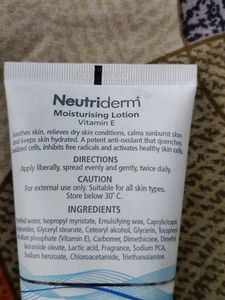 Neutriderm
Moisturising Lotion
Vitamin E
Soothes skin, relieves dry skin conditions, calms sunburnt skin
and keeps skin hydrated. A potent anti-oxidant that quenches
oxidized cells, inhibits free radicals and activates healthy skin cells.
DIRECTIONS
Apply liberally, spread evenly and gently, twice daily.
CAUTION
For external use only. Suitable for all skin types.
Store below 30° C.
INGREDIENTS
Purified water, Isopropyl myristate, Emulsifying wax, Caprylic/capric
triglycerides, Glyceryl stearate, Cetearyl alcohol, Glycerin, Tocopheryl
sodium phosphate (Vitamin E), Carbomer, Dimethicone, Dimethyl
lauramide oleate, Lactic acid, Fragrance, Sodium PCA,
Sodium benzoate, Chloroacetamide, Triethanolamine.